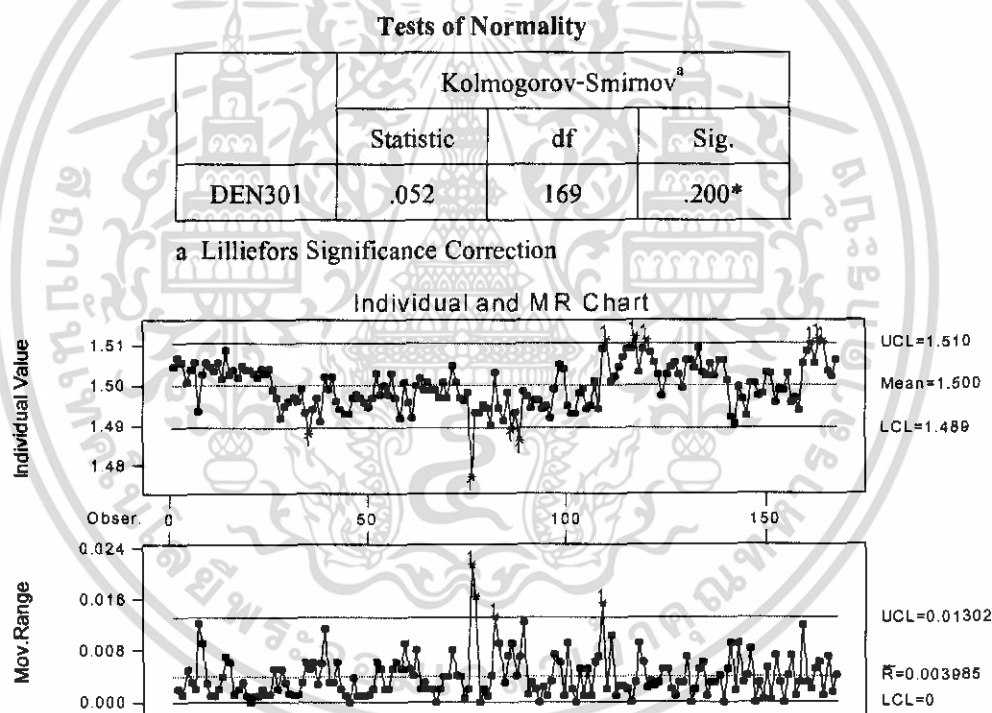 Tests of Normality
Kolmogorov-Smirnov^a
Statistic df Sig.
DEN301 .052 169 .200*
a Lilliefors Significance Correction
Individual and MR Chart
Individual Value
1.51
1.50
1.49
1.48
UCL=1.510
Mean=1.500
LCL=1.489
Obser. 0 50 100 150
Mov.Range
0.024
0.016
0.008
0.000
UCL=0.01302
R̄=0.003985
LCL=0